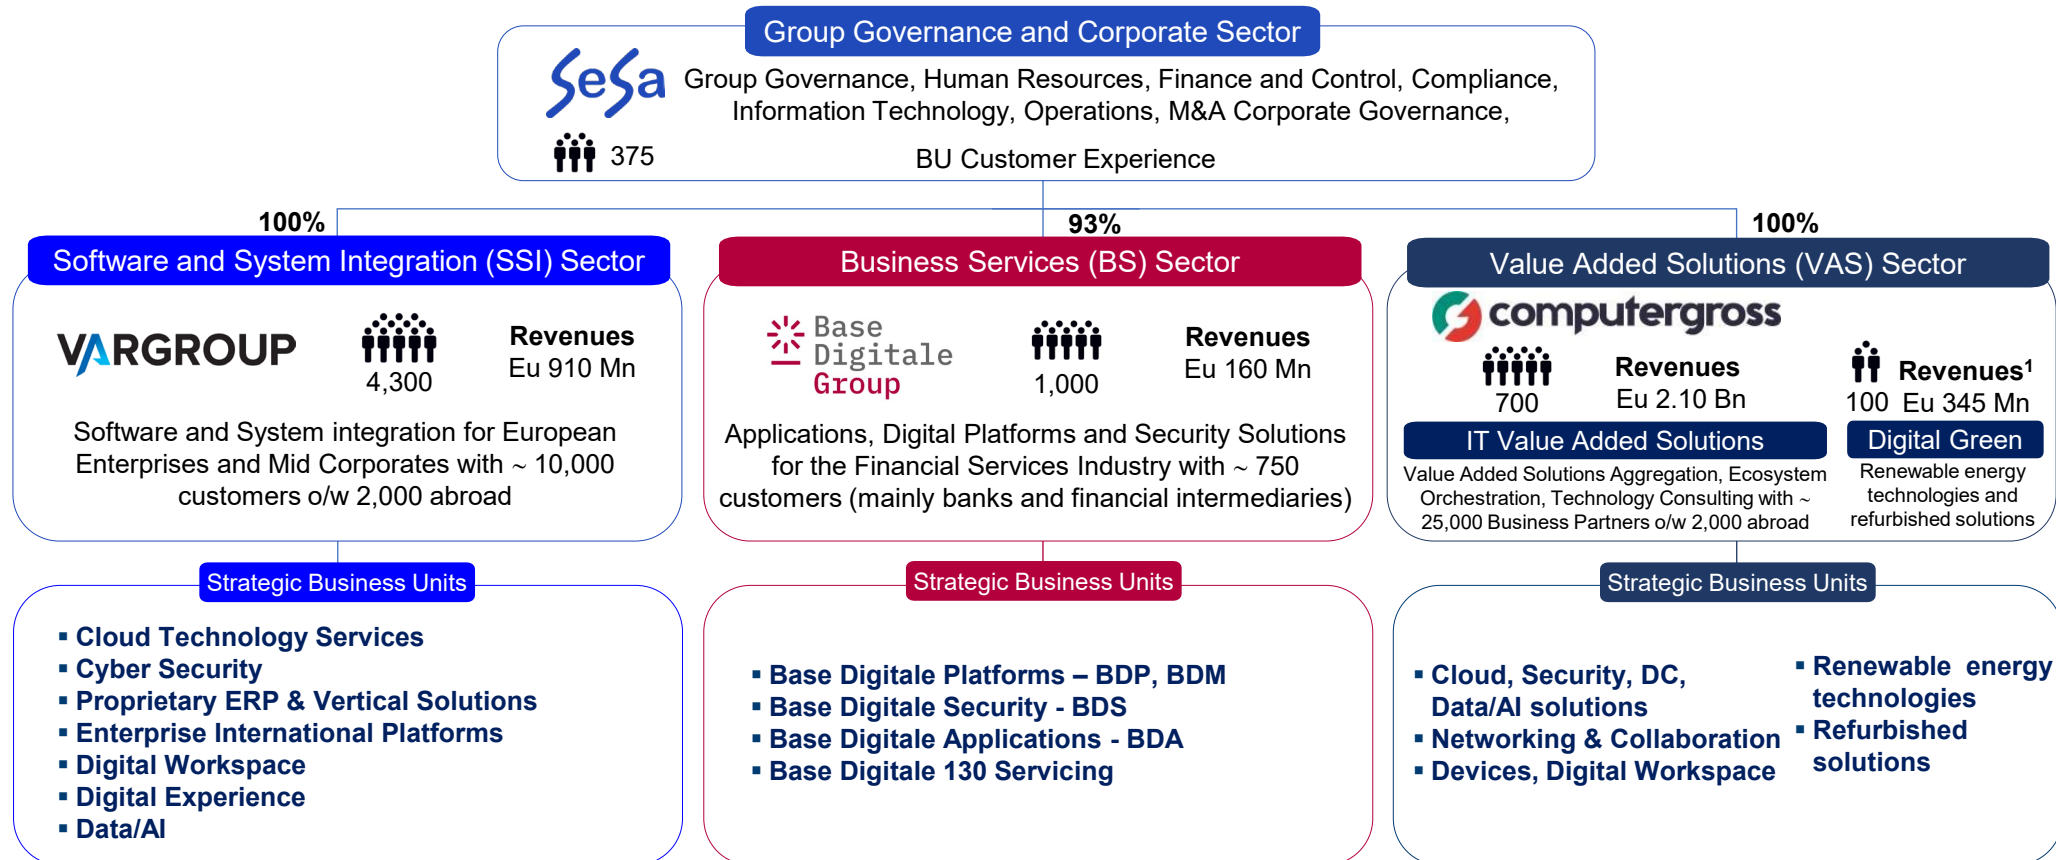 Group Governance and Corporate Sector
SeSa
Group Governance, Human Resources, Finance and Control, Compliance,
Information Technology, Operations, M&A Corporate Governance,
375
BU Customer Experience
100%
93%
100%
Software and System Integration (SSI) Sector
VARGROUP
4,300
Revenues
Eu 910 Mn
Software and System integration for European
Enterprises and Mid Corporates with ~ 10,000
customers o/w 2,000 abroad
Business Services (BS) Sector
Base
Digitale
Group
1,000
Revenues
Eu 160 Mn
Applications, Digital Platforms and Security Solutions
for the Financial Services Industry with ~ 750
customers (mainly banks and financial intermediaries)
Value Added Solutions (VAS) Sector
computergross
700
Revenues
Eu 2.10 Bn
IT Value Added Solutions
Value Added Solutions Aggregation, Ecosystem
Orchestration, Technology Consulting with ~
25,000 Business Partners o/w 2,000 abroad
100
Revenues¹
Eu 345 Mn
Digital Green
Renewable energy
technologies and
refurbished solutions
Strategic Business Units
▪ Cloud Technology Services
▪ Cyber Security
▪ Proprietary ERP & Vertical Solutions
▪ Enterprise International Platforms
▪ Digital Workspace
▪ Digital Experience
▪ Data/AI
Strategic Business Units
▪ Base Digitale Platforms – BDP, BDM
▪ Base Digitale Security - BDS
▪ Base Digitale Applications - BDA
▪ Base Digitale 130 Servicing
Strategic Business Units
▪ Cloud, Security, DC,
Data/AI solutions
▪ Networking & Collaboration
▪ Devices, Digital Workspace
▪ Renewable energy
technologies
▪ Refurbished
solutions